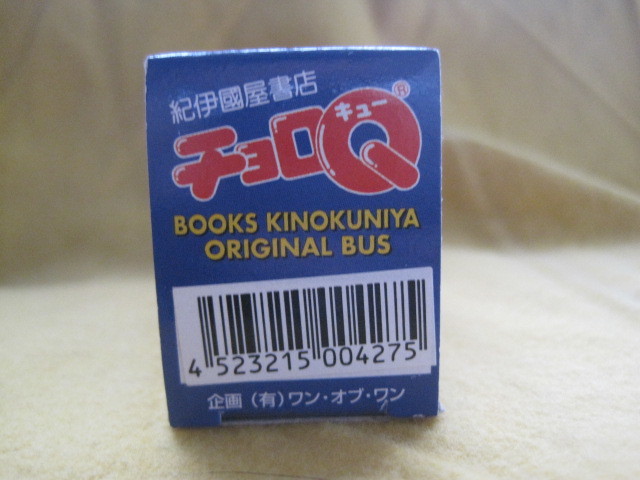 紀伊國屋書店
チョロQ®
キュー
BOOKS KINOKUNIYA
ORIGINAL BUS
4 523215 004275
企画 (有) ワン・オブ・ワン